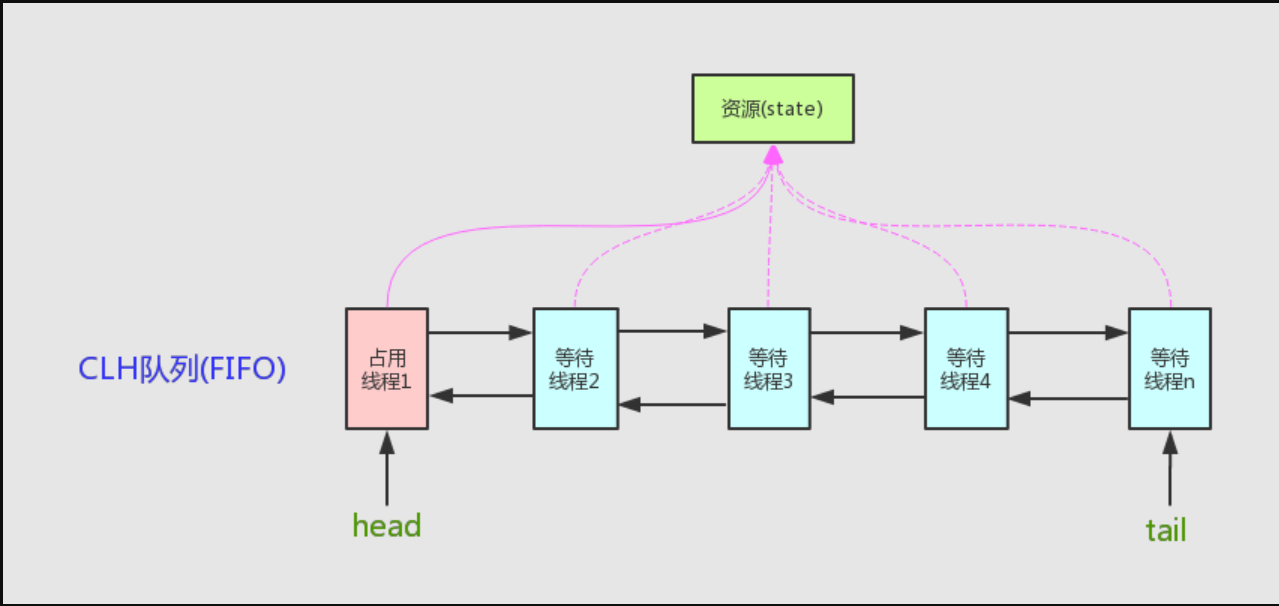 资源(state)
CLH队列(FIFO)
占用
线程1
等待
线程2
等待
线程3
等待
线程4
等待
线程n
head
tail